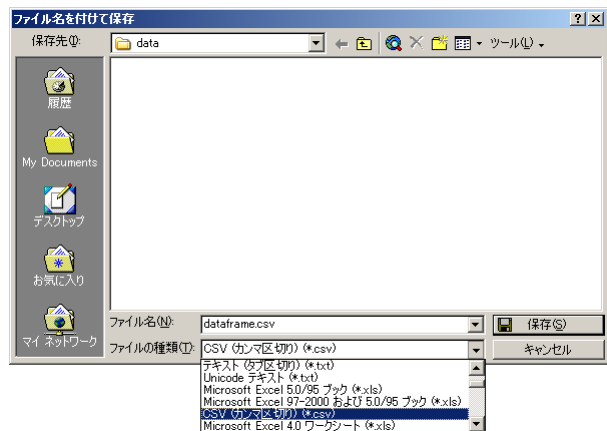 ファイル名を付けて保存
保存先(I):
data
ツール(L)
履歴
My Documents
デスクトップ
お気に入り
マイ ネットワーク
ファイル名(N):
dataframe.csv
保存(S)
ファイルの種類(T):
CSV (カンマ区切り) (*.csv)
キャンセル
テキスト (タブ区切り) (*.txt)
Unicode テキスト (*.txt)
Microsoft Excel 5.0/95 ブック (*.xls)
Microsoft Excel 97-2000 および 5.0/95 ブック (*.xls)
CSV (カンマ区切り) (*.csv)
Microsoft Excel 4.0 ワークシート (*.xls)